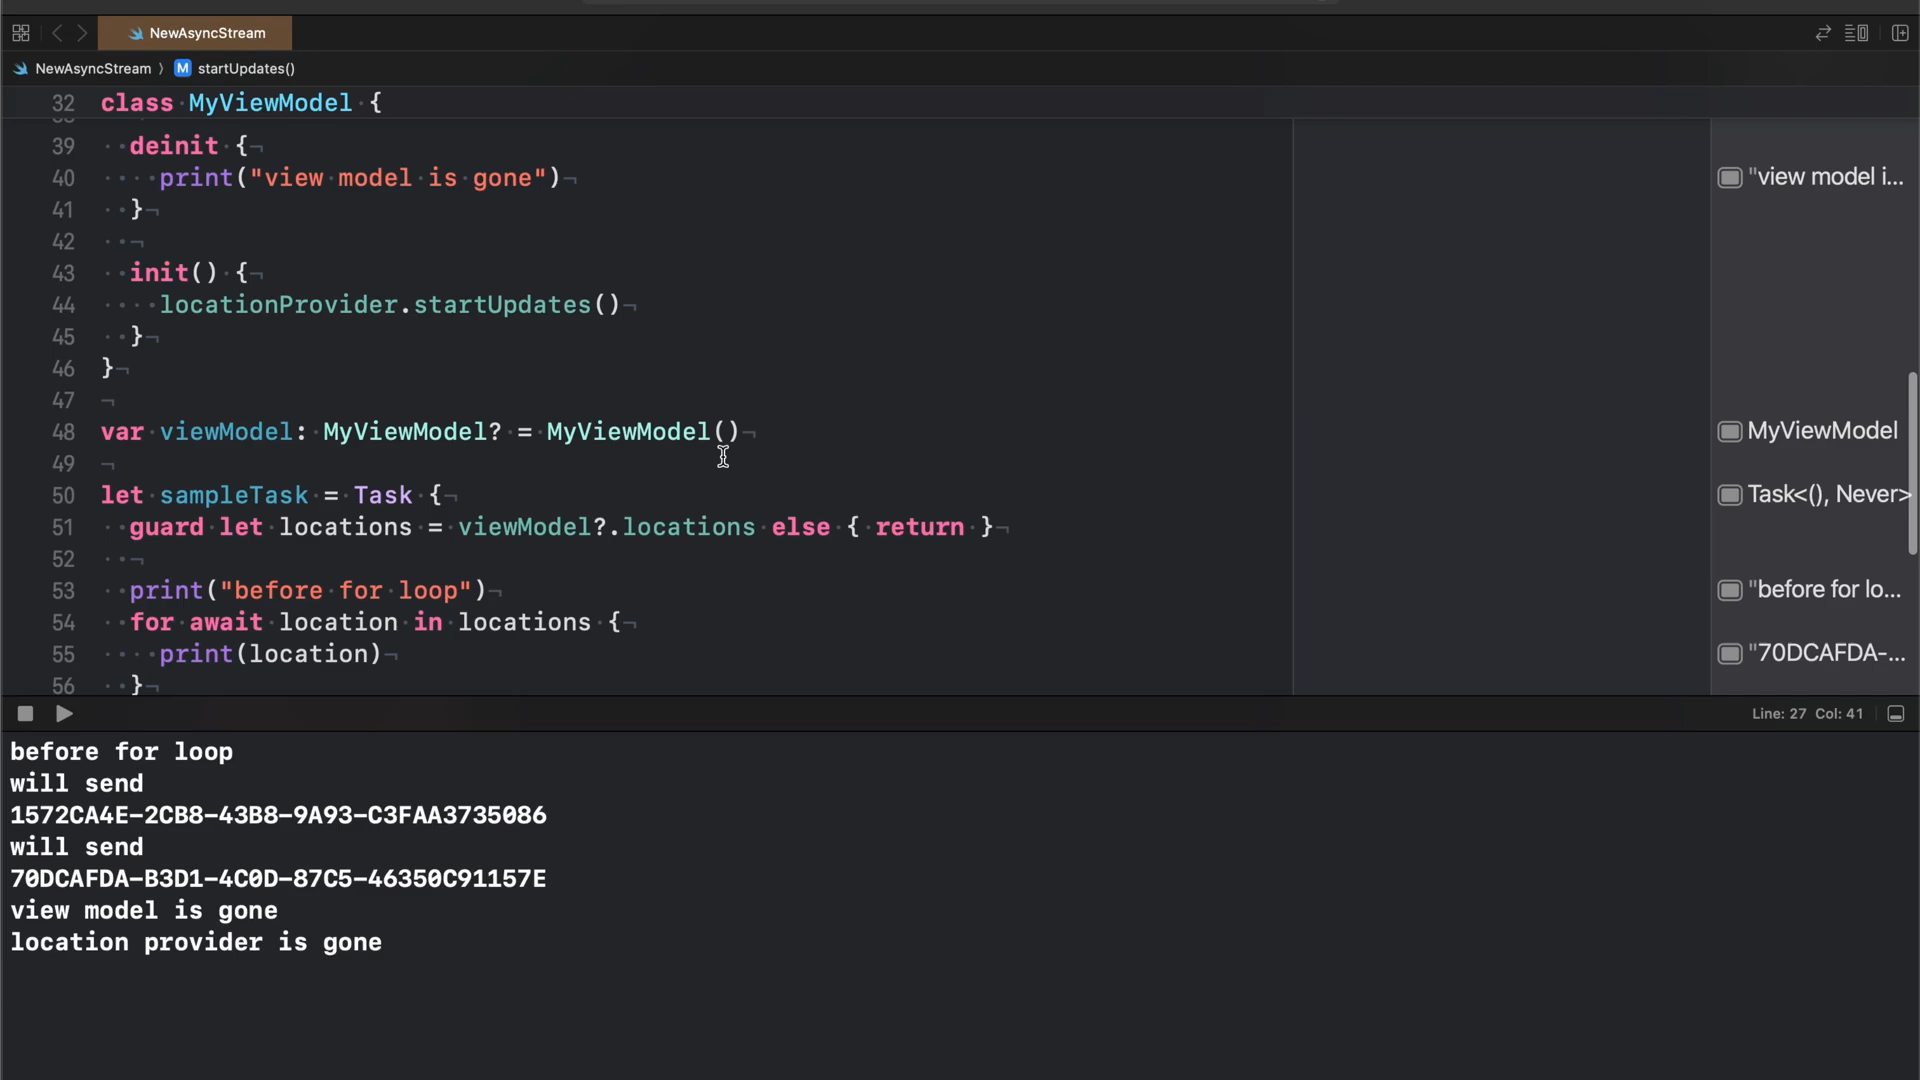 NewAsyncStream
NewAsyncStream 〉 M startUpdates()
32 class MyViewModel {
39 deinit {
40 print("view model is gone")
"view model i...
41 }
42
43 init() {
44 locationProvider.startUpdates()
45 }
46 }
47
48 var viewModel: MyViewModel? = MyViewModel()
MyViewModel
49
50 let sampleTask = Task {
Task<(), Never>
51 guard let locations = viewModel?.locations else { return }
52
53 print("before for loop")
"before for lo...
54 for await location in locations {
55 print(location)
"70DCAFDA-...
56 }
Line: 27 Col: 41
before for loop
will send
1572CA4E-2CB8-43B8-9A93-C3FAA3735086
will send
70DCAFDA-B3D1-4C0D-87C5-46350C91157E
view model is gone
location provider is gone